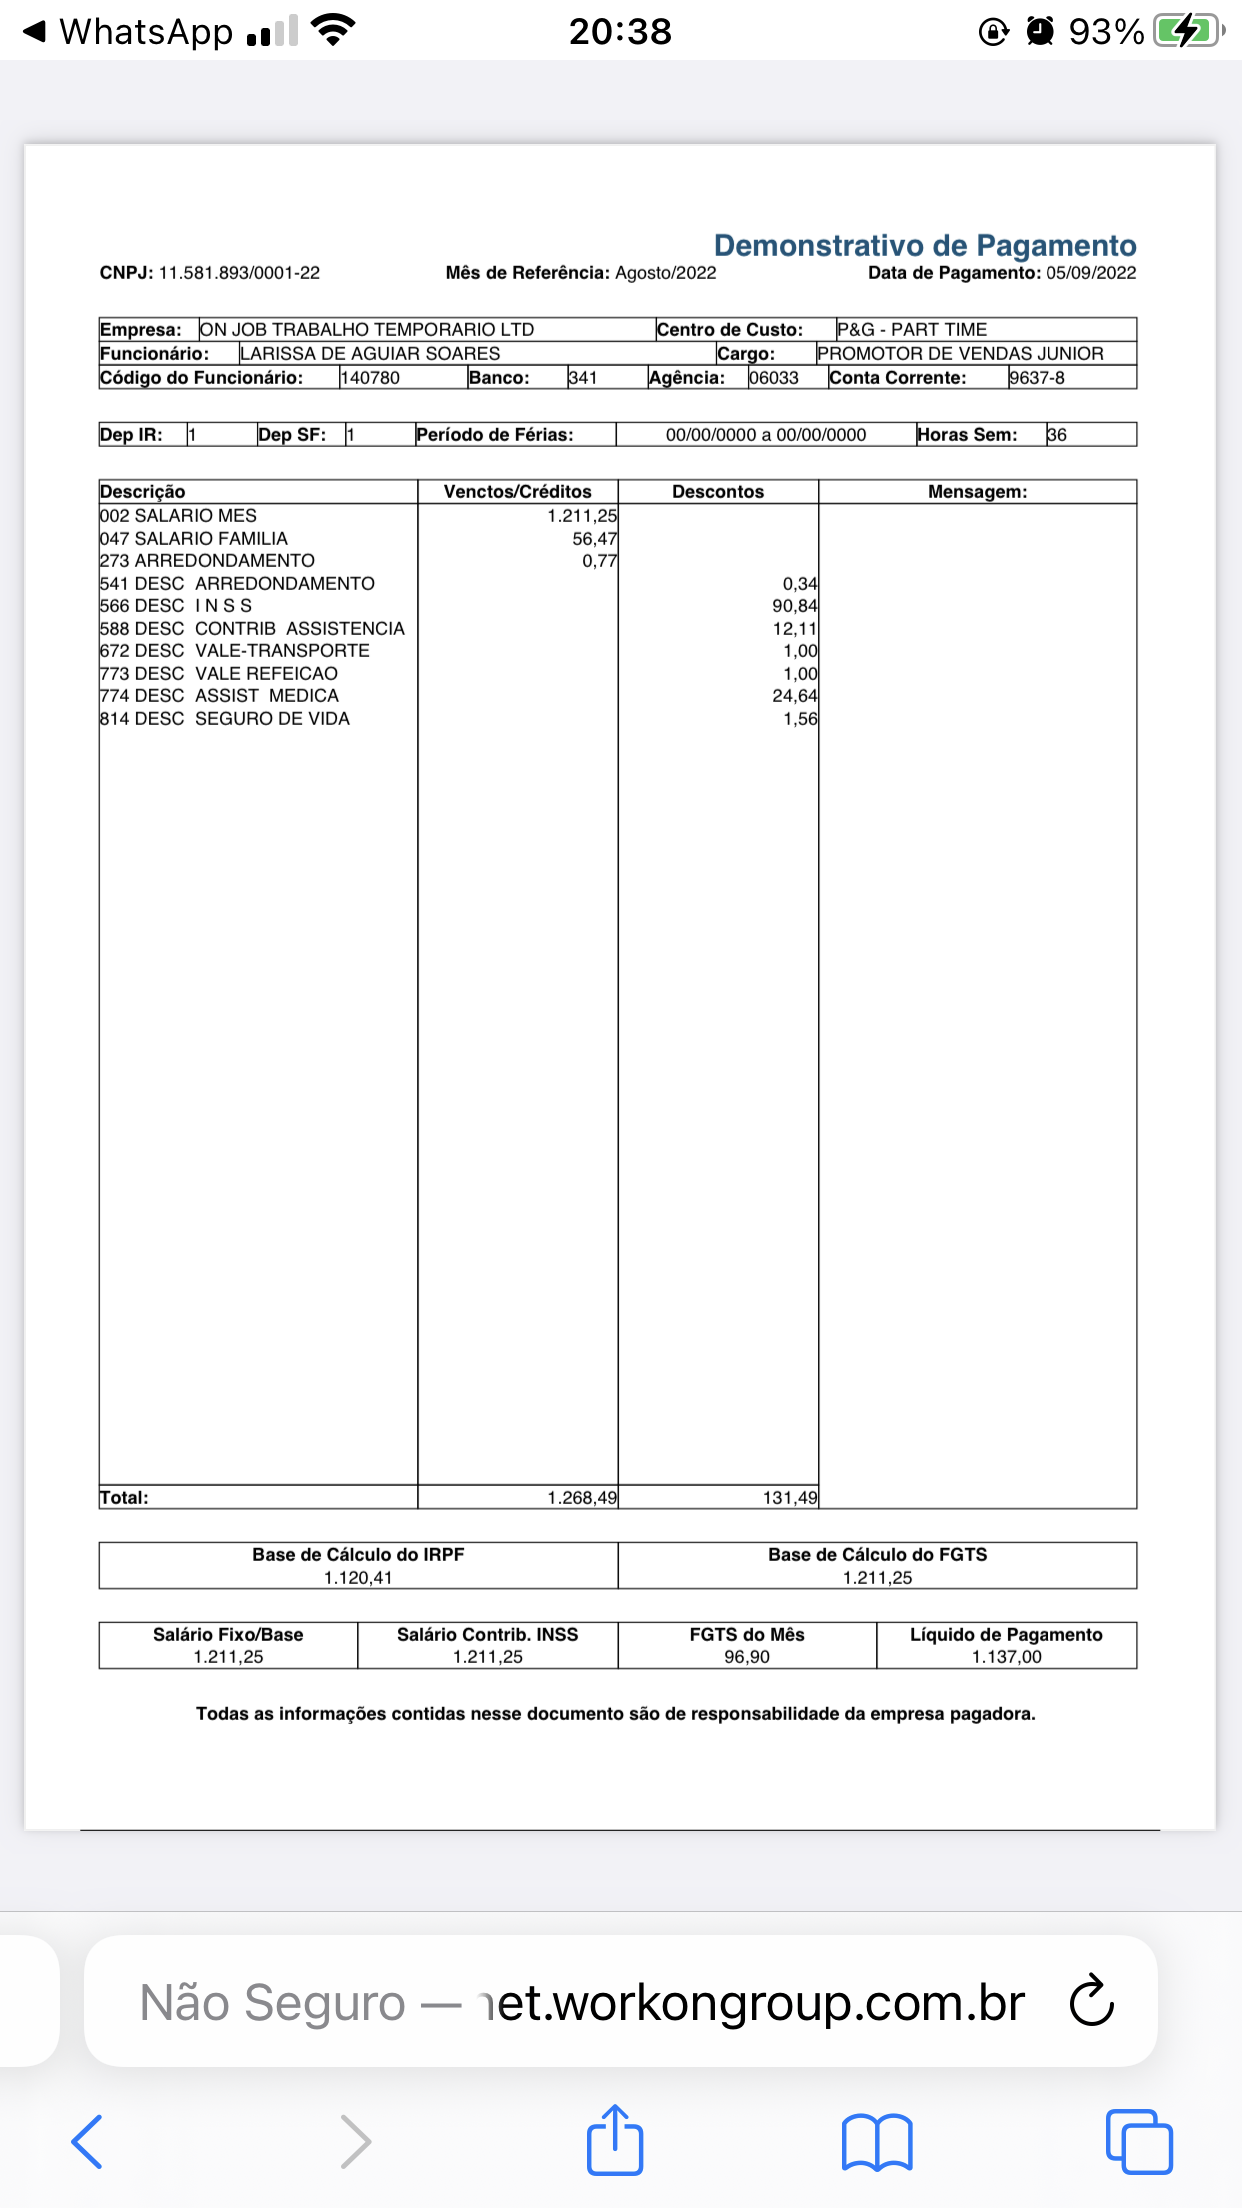 WhatsApp 20:38 93%
Demonstrativo de Pagamento
CNPJ: 11.581.893/0001-22 Mês de Referência: Agosto/2022 Data de Pagamento: 05/09/2022
Empresa: ON JOB TRABALHO TEMPORARIO LTD Centro de Custo: P&G - PART TIME
Funcionário: LARISSA DE AGUIAR SOARES Cargo: PROMOTOR DE VENDAS JUNIOR
Código do Funcionário: 140780 Banco: 341 Agência: 06033 Conta Corrente: 9637-8
Dep IR: 1 Dep SF: 1 Período de Férias: 00/00/0000 a 00/00/0000 Horas Sem: 36
Descrição Venctos/Créditos Descontos Mensagem:
002 SALARIO MES 1.211,25
047 SALARIO FAMILIA 56,47
273 ARREDONDAMENTO 0,77
541 DESC ARREDONDAMENTO 0,34
566 DESC I N S S 90,84
588 DESC CONTRIB ASSISTENCIA 12,11
672 DESC VALE-TRANSPORTE 1,00
773 DESC VALE REFEICAO 1,00
774 DESC ASSIST MEDICA 24,64
814 DESC SEGURO DE VIDA 1,56
Total: 1.268,49 131,49
Base de Cálculo do IRPF Base de Cálculo do FGTS
1.120,41 1.211,25
Salário Fixo/Base Salário Contrib. INSS FGTS do Mês Líquido de Pagamento
1.211,25 1.211,25 96,90 1.137,00
Todas as informações contidas nesse documento são de responsabilidade da empresa pagadora.
Não Seguro — net.workongroup.com.br